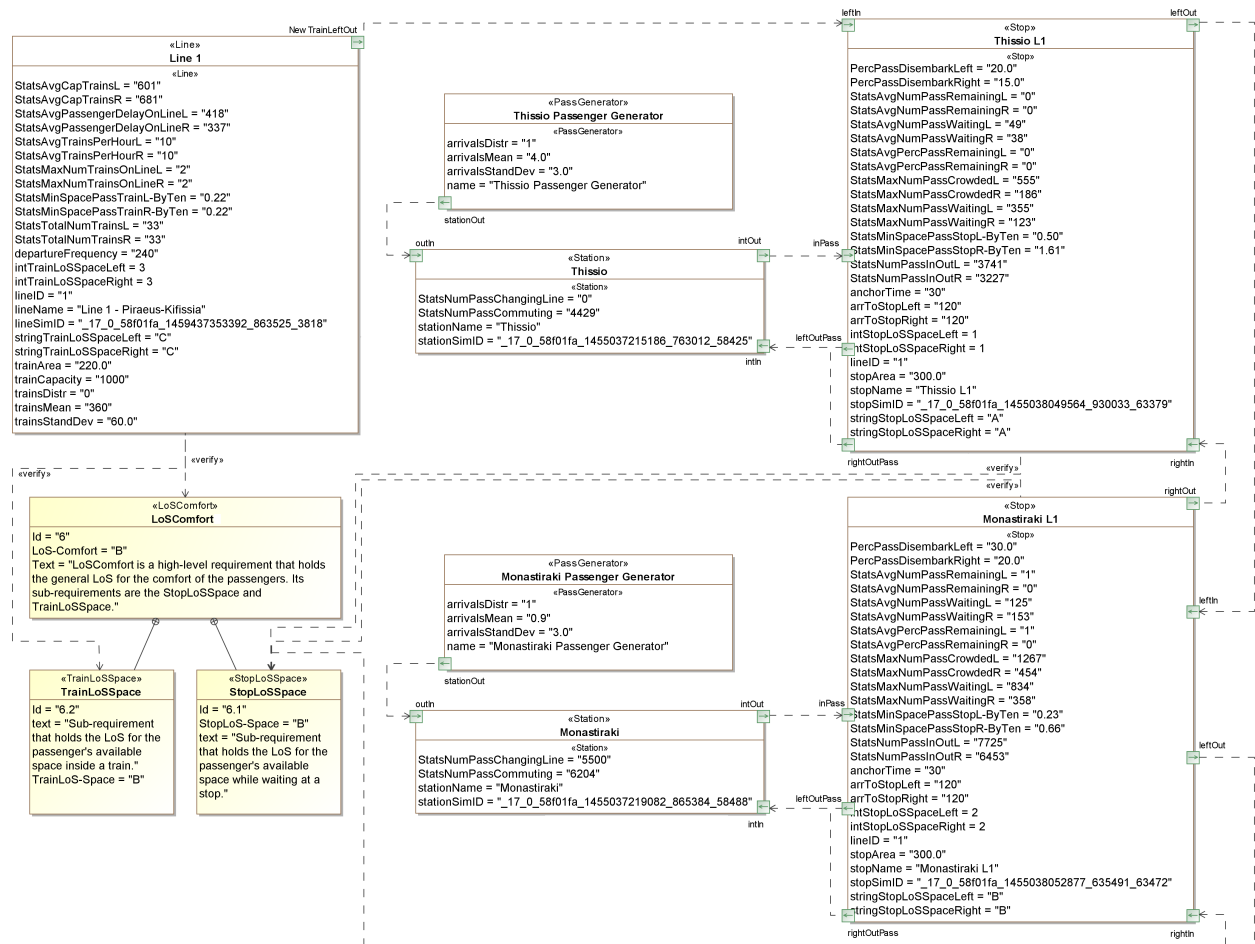 New TrainLeftOut
«Line»
Line 1
«Line»
StatsAvgCapTrainsL = "601"
StatsAvgCapTrainsR = "681"
StatsAvgPassengerDelayOnLineL = "418"
StatsAvgPassengerDelayOnLineR = "337"
StatsAvgTrainsPerHourL = "10"
StatsAvgTrainsPerHourR = "10"
StatsMaxNumTrainsOnLineL = "2"
StatsMaxNumTrainsOnLineR = "2"
StatsMinSpacePassTrainL-ByTen = "0.22"
StatsMinSpacePassTrainR-ByTen = "0.22"
StatsTotalNumTrainsL = "33"
StatsTotalNumTrainsR = "33"
departureFrequency = "240"
intTrainLoSSpaceLeft = 3
intTrainLoSSpaceRight = 3
lineID = "1"
lineName = "Line 1 - Piraeus-Kifissia"
lineSimID = "_17_0_58f01fa_1459437353392_863525_3818"
stringTrainLoSSpaceLeft = "C"
stringTrainLoSSpaceRight = "C"
trainArea = "220.0"
trainCapacity = "1000"
trainsDistr = "0"
trainsMean = "360"
trainsStandDev = "60.0"
«verify»
«verify»
«LoSComfort»
LoSComfort
Id = "6"
LoS-Comfort = "B"
Text = "LoSComfort is a high-level requirement that holds
the general LoS for the comfort of the passengers. Its
sub-requirements are the StopLoSSpace and
TrainLoSSpace."
«TrainLoSSpace»
TrainLoSSpace
Id = "6.2"
text = "Sub-requirement
that holds the LoS for the
passenger's available
space inside a train."
TrainLoS-Space = "B"
«StopLoSSpace»
StopLoSSpace
Id = "6.1"
StopLoS-Space = "B"
text = "Sub-requirement
that holds the LoS for the
passenger's available
space while waiting at a
stop."
«PassGenerator»
Thissio Passenger Generator
«PassGenerator»
arrivalsDistr = "1"
arrivalsMean = "4.0"
arrivalsStandDev = "3.0"
name = "Thissio Passenger Generator"
stationOut
outIn
intOut
«Station»
Thissio
«Station»
StatsNumPassChangingLine = "0"
StatsNumPassCommuting = "4429"
stationName = "Thissio"
stationSimID = "_17_0_58f01fa_1455037215186_763012_58425"
intIn
inPass
leftOutPass
leftIn
leftOut
«Stop»
Thissio L1
«Stop»
PercPassDisembarkLeft = "20.0"
PercPassDisembarkRight = "15.0"
StatsAvgNumPassRemainingL = "0"
StatsAvgNumPassRemainingR = "0"
StatsAvgNumPassWaitingL = "49"
StatsAvgNumPassWaitingR = "38"
StatsAvgPercPassRemainingL = "0"
StatsAvgPercPassRemainingR = "0"
StatsMaxNumPassCrowdedL = "555"
StatsMaxNumPassCrowdedR = "186"
StatsMaxNumPassWaitingL = "355"
StatsMaxNumPassWaitingR = "123"
StatsMinSpacePassStopL-ByTen = "0.50"
StatsMinSpacePassStopR-ByTen = "1.61"
StatsNumPassInOutL = "3741"
StatsNumPassInOutR = "3227"
anchorTime = "30"
arrToStopLeft = "120"
arrToStopRight = "120"
intStopLoSSpaceLeft = 1
intStopLoSSpaceRight = 1
lineID = "1"
stopArea = "300.0"
stopName = "Thissio L1"
stopSimID = "_17_0_58f01fa_1455038049564_930033_63379"
stringStopLoSSpaceLeft = "A"
stringStopLoSSpaceRight = "A"
rightOutPass
rightIn
«verify»
«verify»
«PassGenerator»
Monastiraki Passenger Generator
«PassGenerator»
arrivalsDistr = "1"
arrivalsMean = "0.9"
arrivalsStandDev = "3.0"
name = "Monastiraki Passenger Generator"
stationOut
outIn
intOut
«Station»
Monastiraki
«Station»
StatsNumPassChangingLine = "5500"
StatsNumPassCommuting = "6204"
stationName = "Monastiraki"
stationSimID = "_17_0_58f01fa_1455037219082_865384_58488"
intIn
inPass
leftOutPass
rightOut
«Stop»
Monastiraki L1
«Stop»
PercPassDisembarkLeft = "30.0"
PercPassDisembarkRight = "20.0"
StatsAvgNumPassRemainingL = "1"
StatsAvgNumPassRemainingR = "0"
StatsAvgNumPassWaitingL = "125"
StatsAvgNumPassWaitingR = "153"
StatsAvgPercPassRemainingL = "1"
StatsAvgPercPassRemainingR = "0"
StatsMaxNumPassCrowdedL = "1267"
StatsMaxNumPassCrowdedR = "454"
StatsMaxNumPassWaitingL = "834"
StatsMaxNumPassWaitingR = "358"
StatsMinSpacePassStopL-ByTen = "0.23"
StatsMinSpacePassStopR-ByTen = "0.66"
StatsNumPassInOutL = "7725"
StatsNumPassInOutR = "6453"
anchorTime = "30"
arrToStopLeft = "120"
arrToStopRight = "120"
intStopLoSSpaceLeft = 2
intStopLoSSpaceRight = 2
lineID = "1"
stopArea = "300.0"
stopName = "Monastiraki L1"
stopSimID = "_17_0_58f01fa_1455038052877_635491_63472"
stringStopLoSSpaceLeft = "B"
stringStopLoSSpaceRight = "B"
leftIn
leftOut
rightOutPass
rightIn